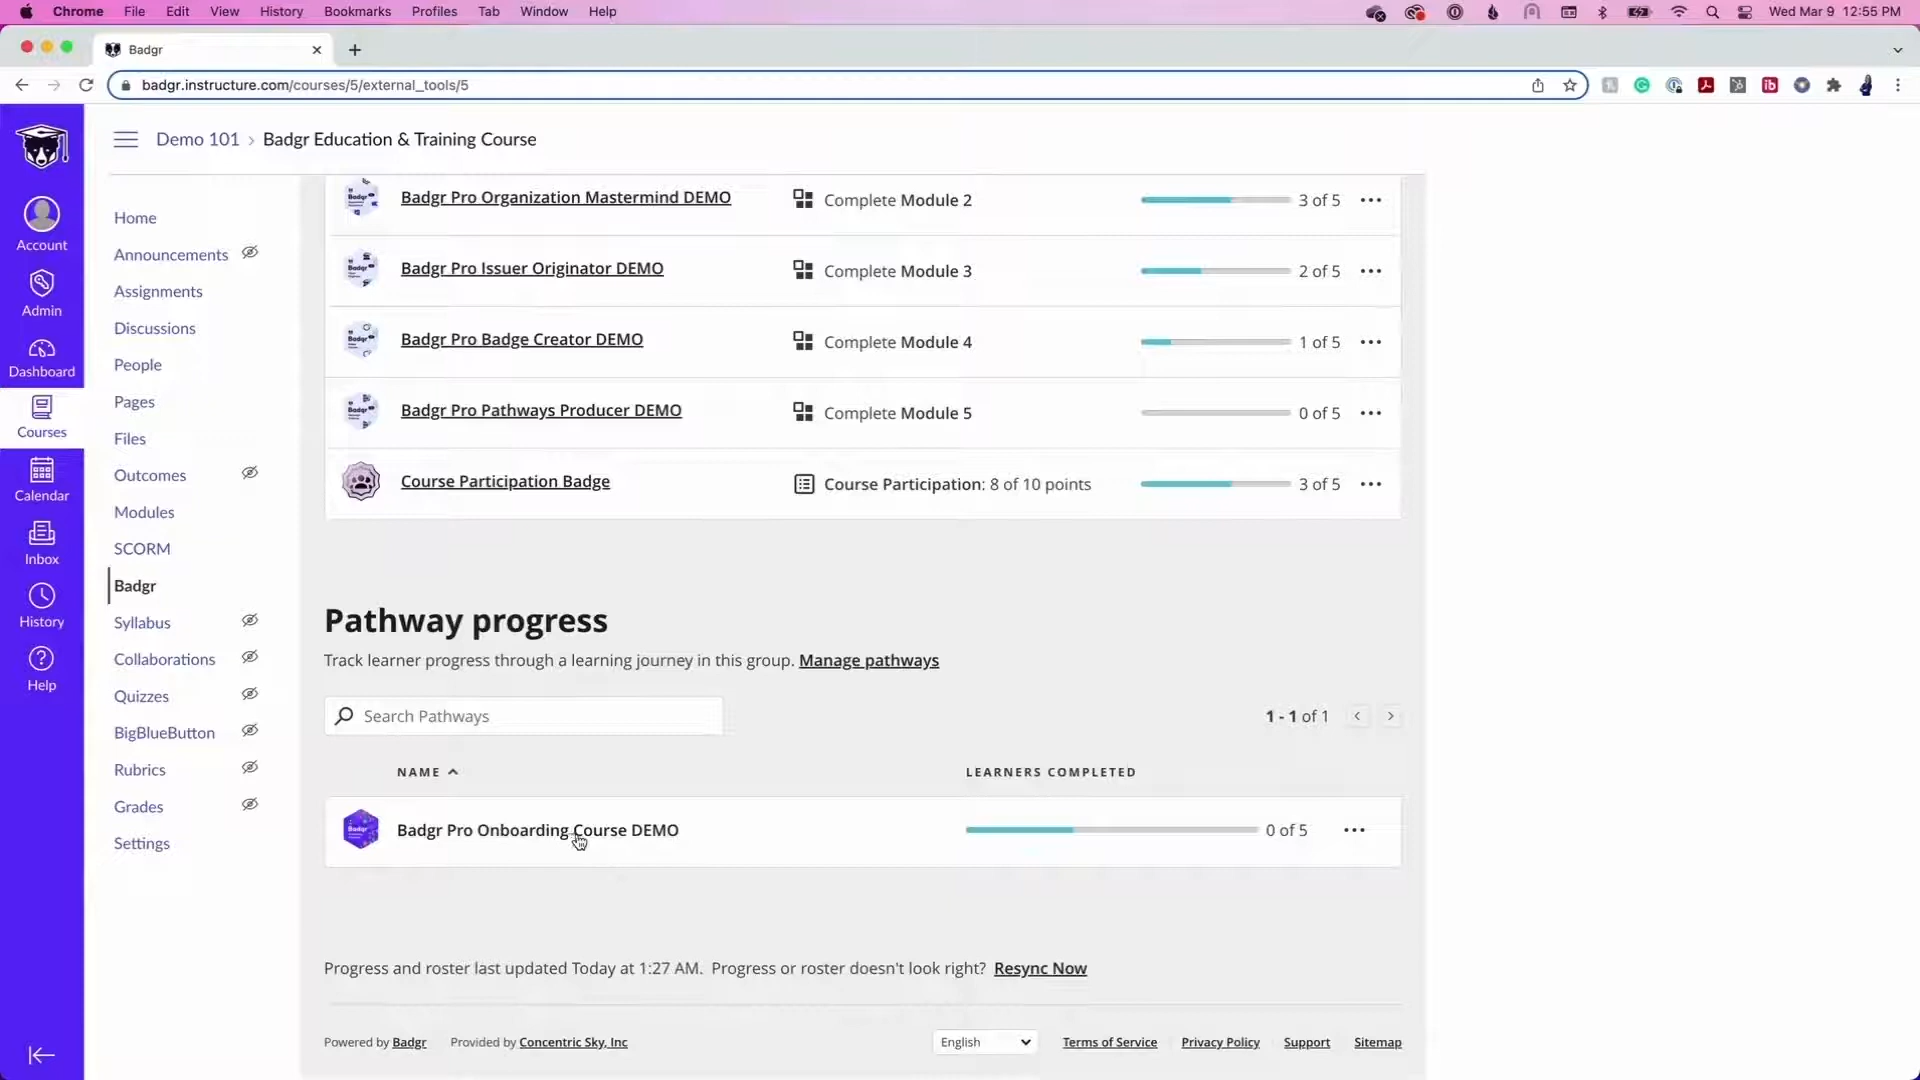 Chrome File Edit View History Bookmarks Profiles Tab Window Help Wed Mar 9 12:55 PM
Badgr
badgr.instructure.com/courses/5/external_tools/5
Demo 101 › Badgr Education & Training Course
Account
Admin
Dashboard
Courses
Calendar
Inbox
History
Help
Home
Announcements
Assignments
Discussions
People
Pages
Files
Outcomes
Modules
SCORM
Badgr
Syllabus
Collaborations
Quizzes
BigBlueButton
Rubrics
Grades
Settings
Badgr Pro Organization Mastermind DEMO Complete Module 2 3 of 5
Badgr Pro Issuer Originator DEMO Complete Module 3 2 of 5
Badgr Pro Badge Creator DEMO Complete Module 4 1 of 5
Badgr Pro Pathways Producer DEMO Complete Module 5 0 of 5
Course Participation Badge Course Participation: 8 of 10 points 3 of 5
Pathway progress
Track learner progress through a learning journey in this group. Manage pathways
Search Pathways 1 - 1 of 1
NAME LEARNERS COMPLETED
Badgr Pro Onboarding Course DEMO 0 of 5
Progress and roster last updated Today at 1:27 AM. Progress or roster doesn't look right? Resync Now
Powered by Badgr Provided by Concentric Sky, Inc English Terms of Service Privacy Policy Support Sitemap